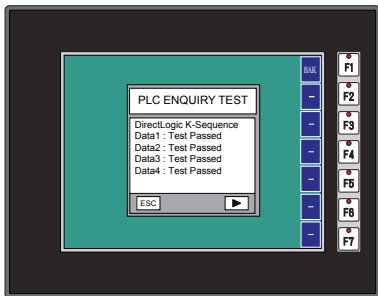 BAK
PLC ENQUIRY TEST
DirectLogic K-Sequence
Data1 : Test Passed
Data2 : Test Passed
Data3 : Test Passed
Data4 : Test Passed
ESC
F1
F2
F3
F4
F5
F6
F7